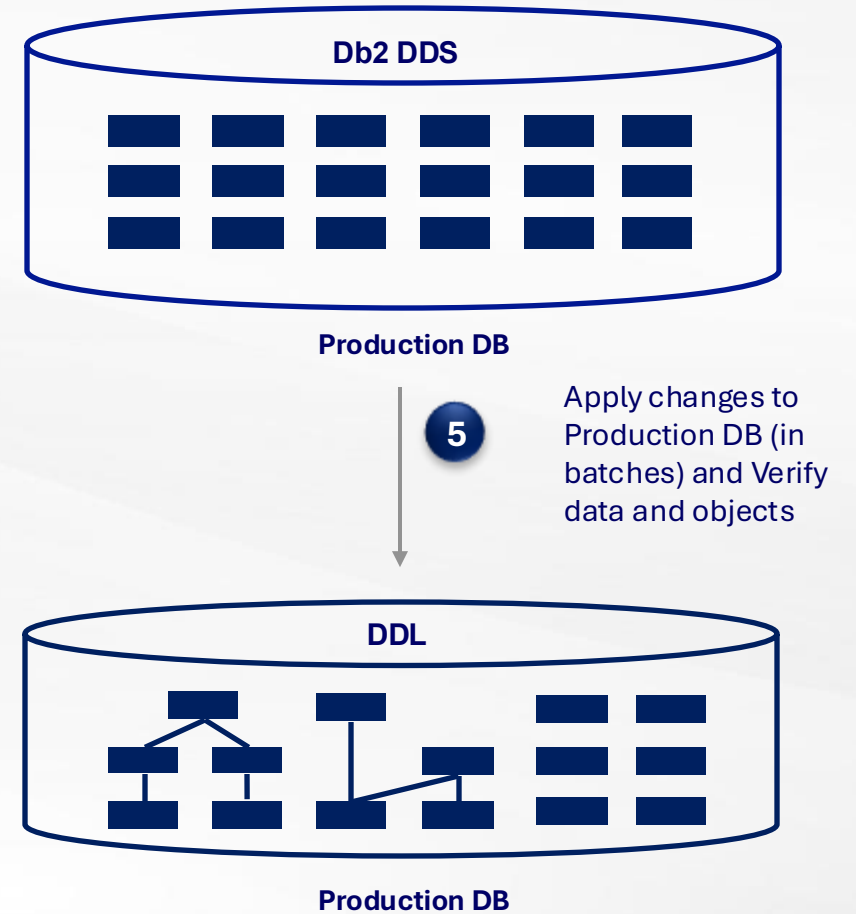 Db2 DDS
Production DB
5
Apply changes to
Production DB (in
batches) and Verify
data and objects
DDL
Production DB